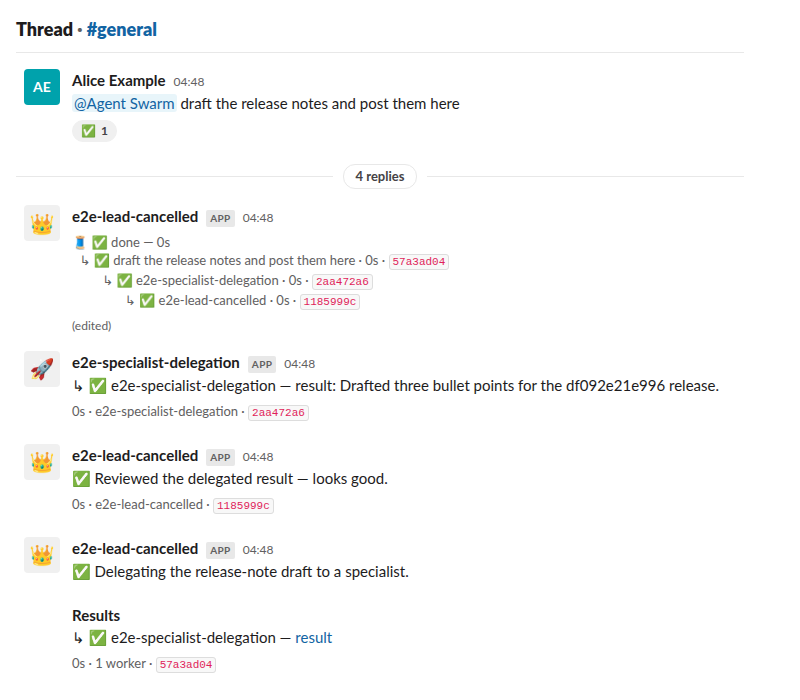 Thread • #general
AE
Alice Example 04:48
@Agent Swarm draft the release notes and post them here
✅ 1
4 replies
e2e-lead-cancelled APP 04:48
🧵 ✅ done — 0s
↳ ✅ draft the release notes and post them here · 0s · 57a3ad04
↳ ✅ e2e-specialist-delegation · 0s · 2aa472a6
↳ ✅ e2e-lead-cancelled · 0s · 1185999c
(edited)
e2e-specialist-delegation APP 04:48
↳ ✅ e2e-specialist-delegation — result: Drafted three bullet points for the df092e21e996 release.
0s · e2e-specialist-delegation · 2aa472a6
e2e-lead-cancelled APP 04:48
✅ Reviewed the delegated result — looks good.
0s · e2e-lead-cancelled · 1185999c
e2e-lead-cancelled APP 04:48
✅ Delegating the release-note draft to a specialist.
Results
↳ ✅ e2e-specialist-delegation — result
0s · 1 worker · 57a3ad04